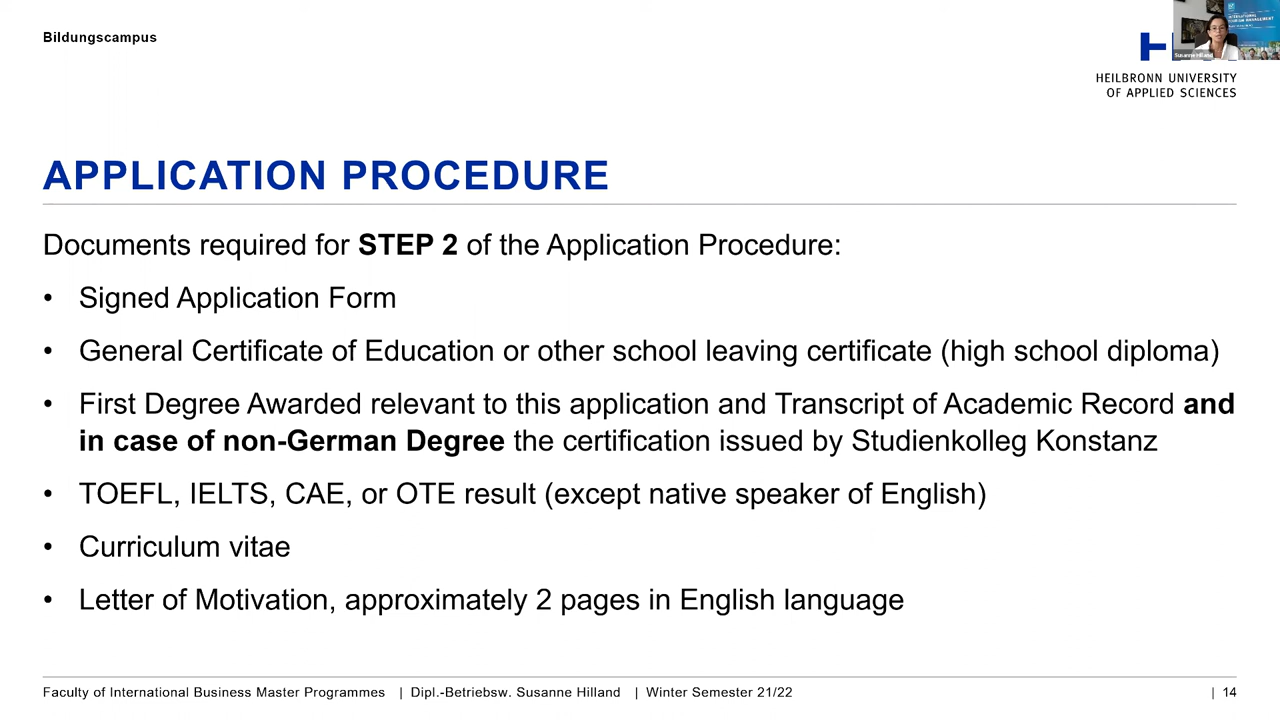 Bildungscampus
Susanne Hilland
HEILBRONN UNIVERSITY
OF APPLIED SCIENCES
APPLICATION PROCEDURE
Documents required for STEP 2 of the Application Procedure:
• Signed Application Form
• General Certificate of Education or other school leaving certificate (high school diploma)
• First Degree Awarded relevant to this application and Transcript of Academic Record and
in case of non-German Degree the certification issued by Studienkolleg Konstanz
• TOEFL, IELTS, CAE, or OTE result (except native speaker of English)
• Curriculum vitae
• Letter of Motivation, approximately 2 pages in English language
Faculty of International Business Master Programmes | Dipl.-Betriebsw. Susanne Hilland | Winter Semester 21/22 | 14